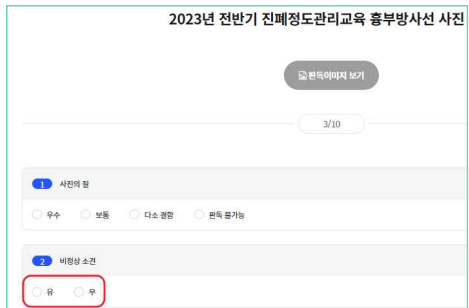 2023년 전반기 진폐정도관리교육 흉부방사선 사진
판독이미지 보기
3/10
1 사진의 질
우수 보통 다소 결함 판독 불가능
2 비정상 소견
유 무